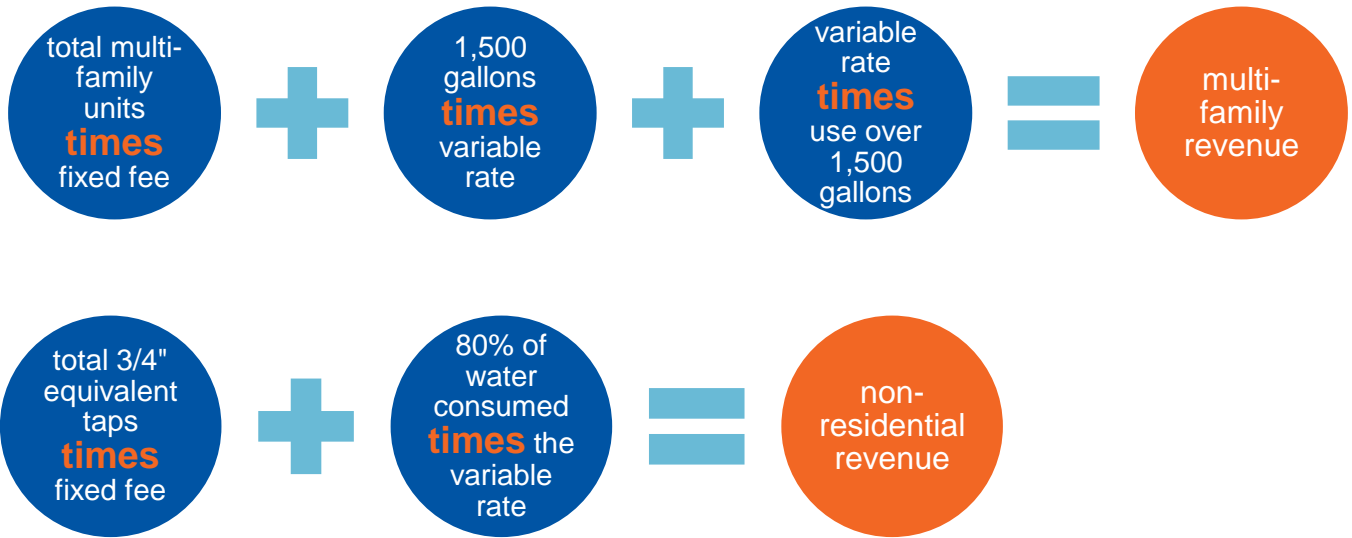 total multi-
family
units
times
fixed fee
1,500
gallons
times
variable
rate
variable
rate
times
use over
1,500
gallons
multi-
family
revenue
total 3/4"
equivalent
taps
times
fixed fee
80% of
water
consumed
times the
variable
rate
non-
residential
revenue